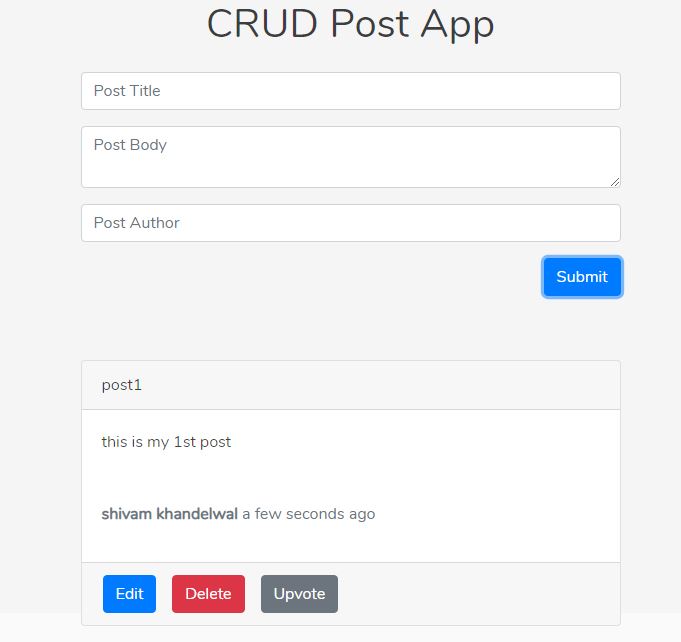 CRUD Post App
Post Title
Post Body
Post Author
Submit
post1
this is my 1st post
shivam khandelwal a few seconds ago
Edit Delete Upvote